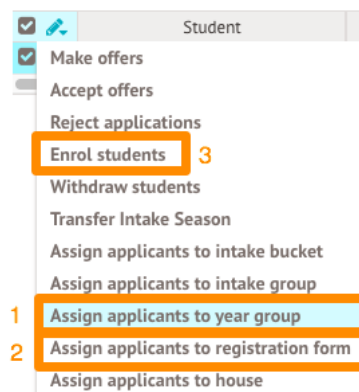 Student
Make offers
Accept offers
Reject applications
Enrol students 3
Withdraw students
Transfer Intake Season
Assign applicants to intake bucket
Assign applicants to intake group
1 Assign applicants to year group
2 Assign applicants to registration form
Assign applicants to house